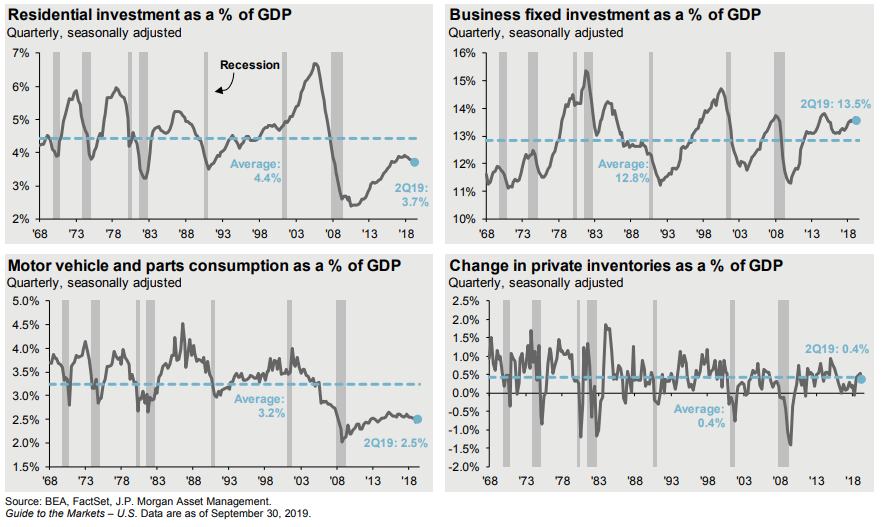 Residential investment as a % of GDP
Quarterly, seasonally adjusted
7%
6%
5%
4%
3%
2%
Recession
Average:
4.4%
2Q19:
3.7%
'68 '73 '78 '83 '88 '93 '98 '03 '08 '13 '18
Business fixed investment as a % of GDP
Quarterly, seasonally adjusted
16%
15%
14%
13%
12%
11%
10%
2Q19: 13.5%
Average:
12.8%
'68 '73 '78 '83 '88 '93 '98 '03 '08 '13 '18
Motor vehicle and parts consumption as a % of GDP
Quarterly, seasonally adjusted
5.0%
4.5%
4.0%
3.5%
3.0%
2.5%
2.0%
1.5%
Average:
3.2%
2Q19: 2.5%
'68 '73 '78 '83 '88 '93 '98 '03 '08 '13 '18
Change in private inventories as a % of GDP
Quarterly, seasonally adjusted
2.5%
2.0%
1.5%
1.0%
0.5%
0.0%
-0.5%
-1.0%
-1.5%
-2.0%
2Q19: 0.4%
Average:
0.4%
'68 '73 '78 '83 '88 '93 '98 '03 '08 '13 '18
Source: BEA, FactSet, J.P. Morgan Asset Management.
Guide to the Markets – U.S. Data are as of September 30, 2019.